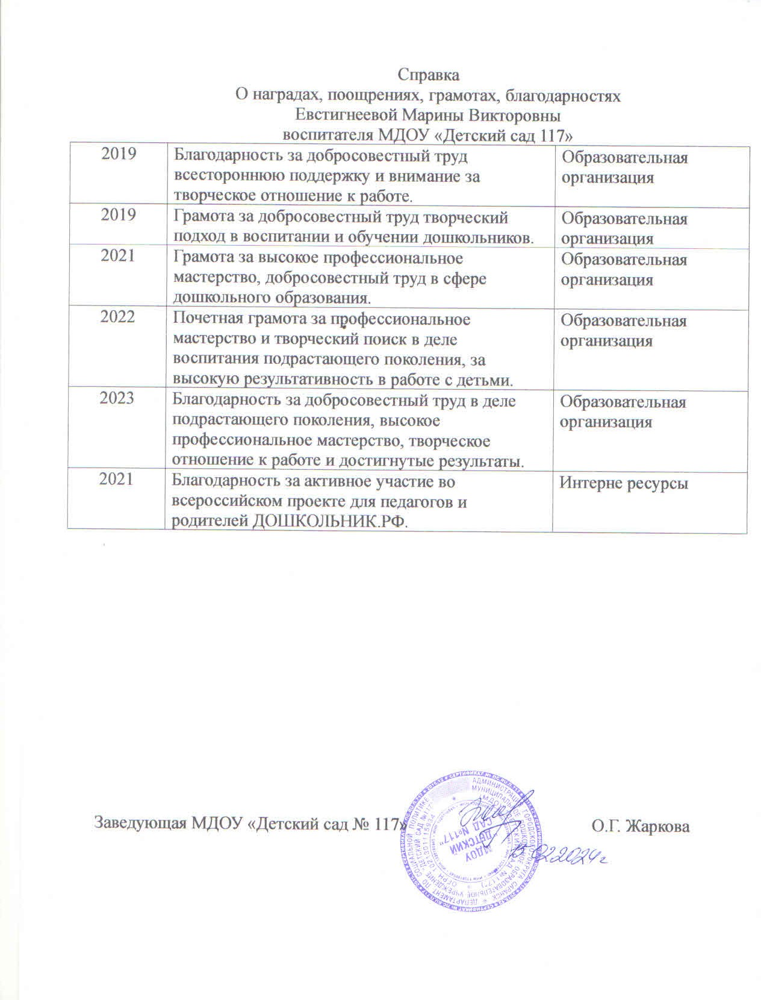 Справка
О наградах, поощрениях, грамотах, благодарностях
Евстигнеевой Марины Викторовны
воспитателя МДОУ «Детский сад 117»
2019
Благодарность за добросовестный труд
всестороннюю поддержку и внимание за
творческое отношение к работе.
Образовательная
организация
2019
Грамота за добросовестный труд творческий
подход в воспитании и обучении дошкольников.
Образовательная
организация
2021
Грамота за высокое профессиональное
мастерство, добросовестный труд в сфере
дошкольного образования.
Образовательная
организация
2022
Почетная грамота за профессиональное
мастерство и творческий поиск в деле
воспитания подрастающего поколения, за
высокую результативность в работе с детьми.
Образовательная
организация
2023
Благодарность за добросовестный труд в деле
подрастающего поколения, высокое
профессиональное мастерство, творческое
отношение к работе и достигнутые результаты.
Образовательная
организация
2021
Благодарность за активное участие во
всероссийском проекте для педагогов и
родителей ДОШКОЛЬНИК.РФ.
Интерне ресурсы
Заведующая МДОУ «Детский сад № 117»
О.Г. Жаркова
МДОУ
"ДЕТСКИЙ
САД №117"
15.02.2024 г